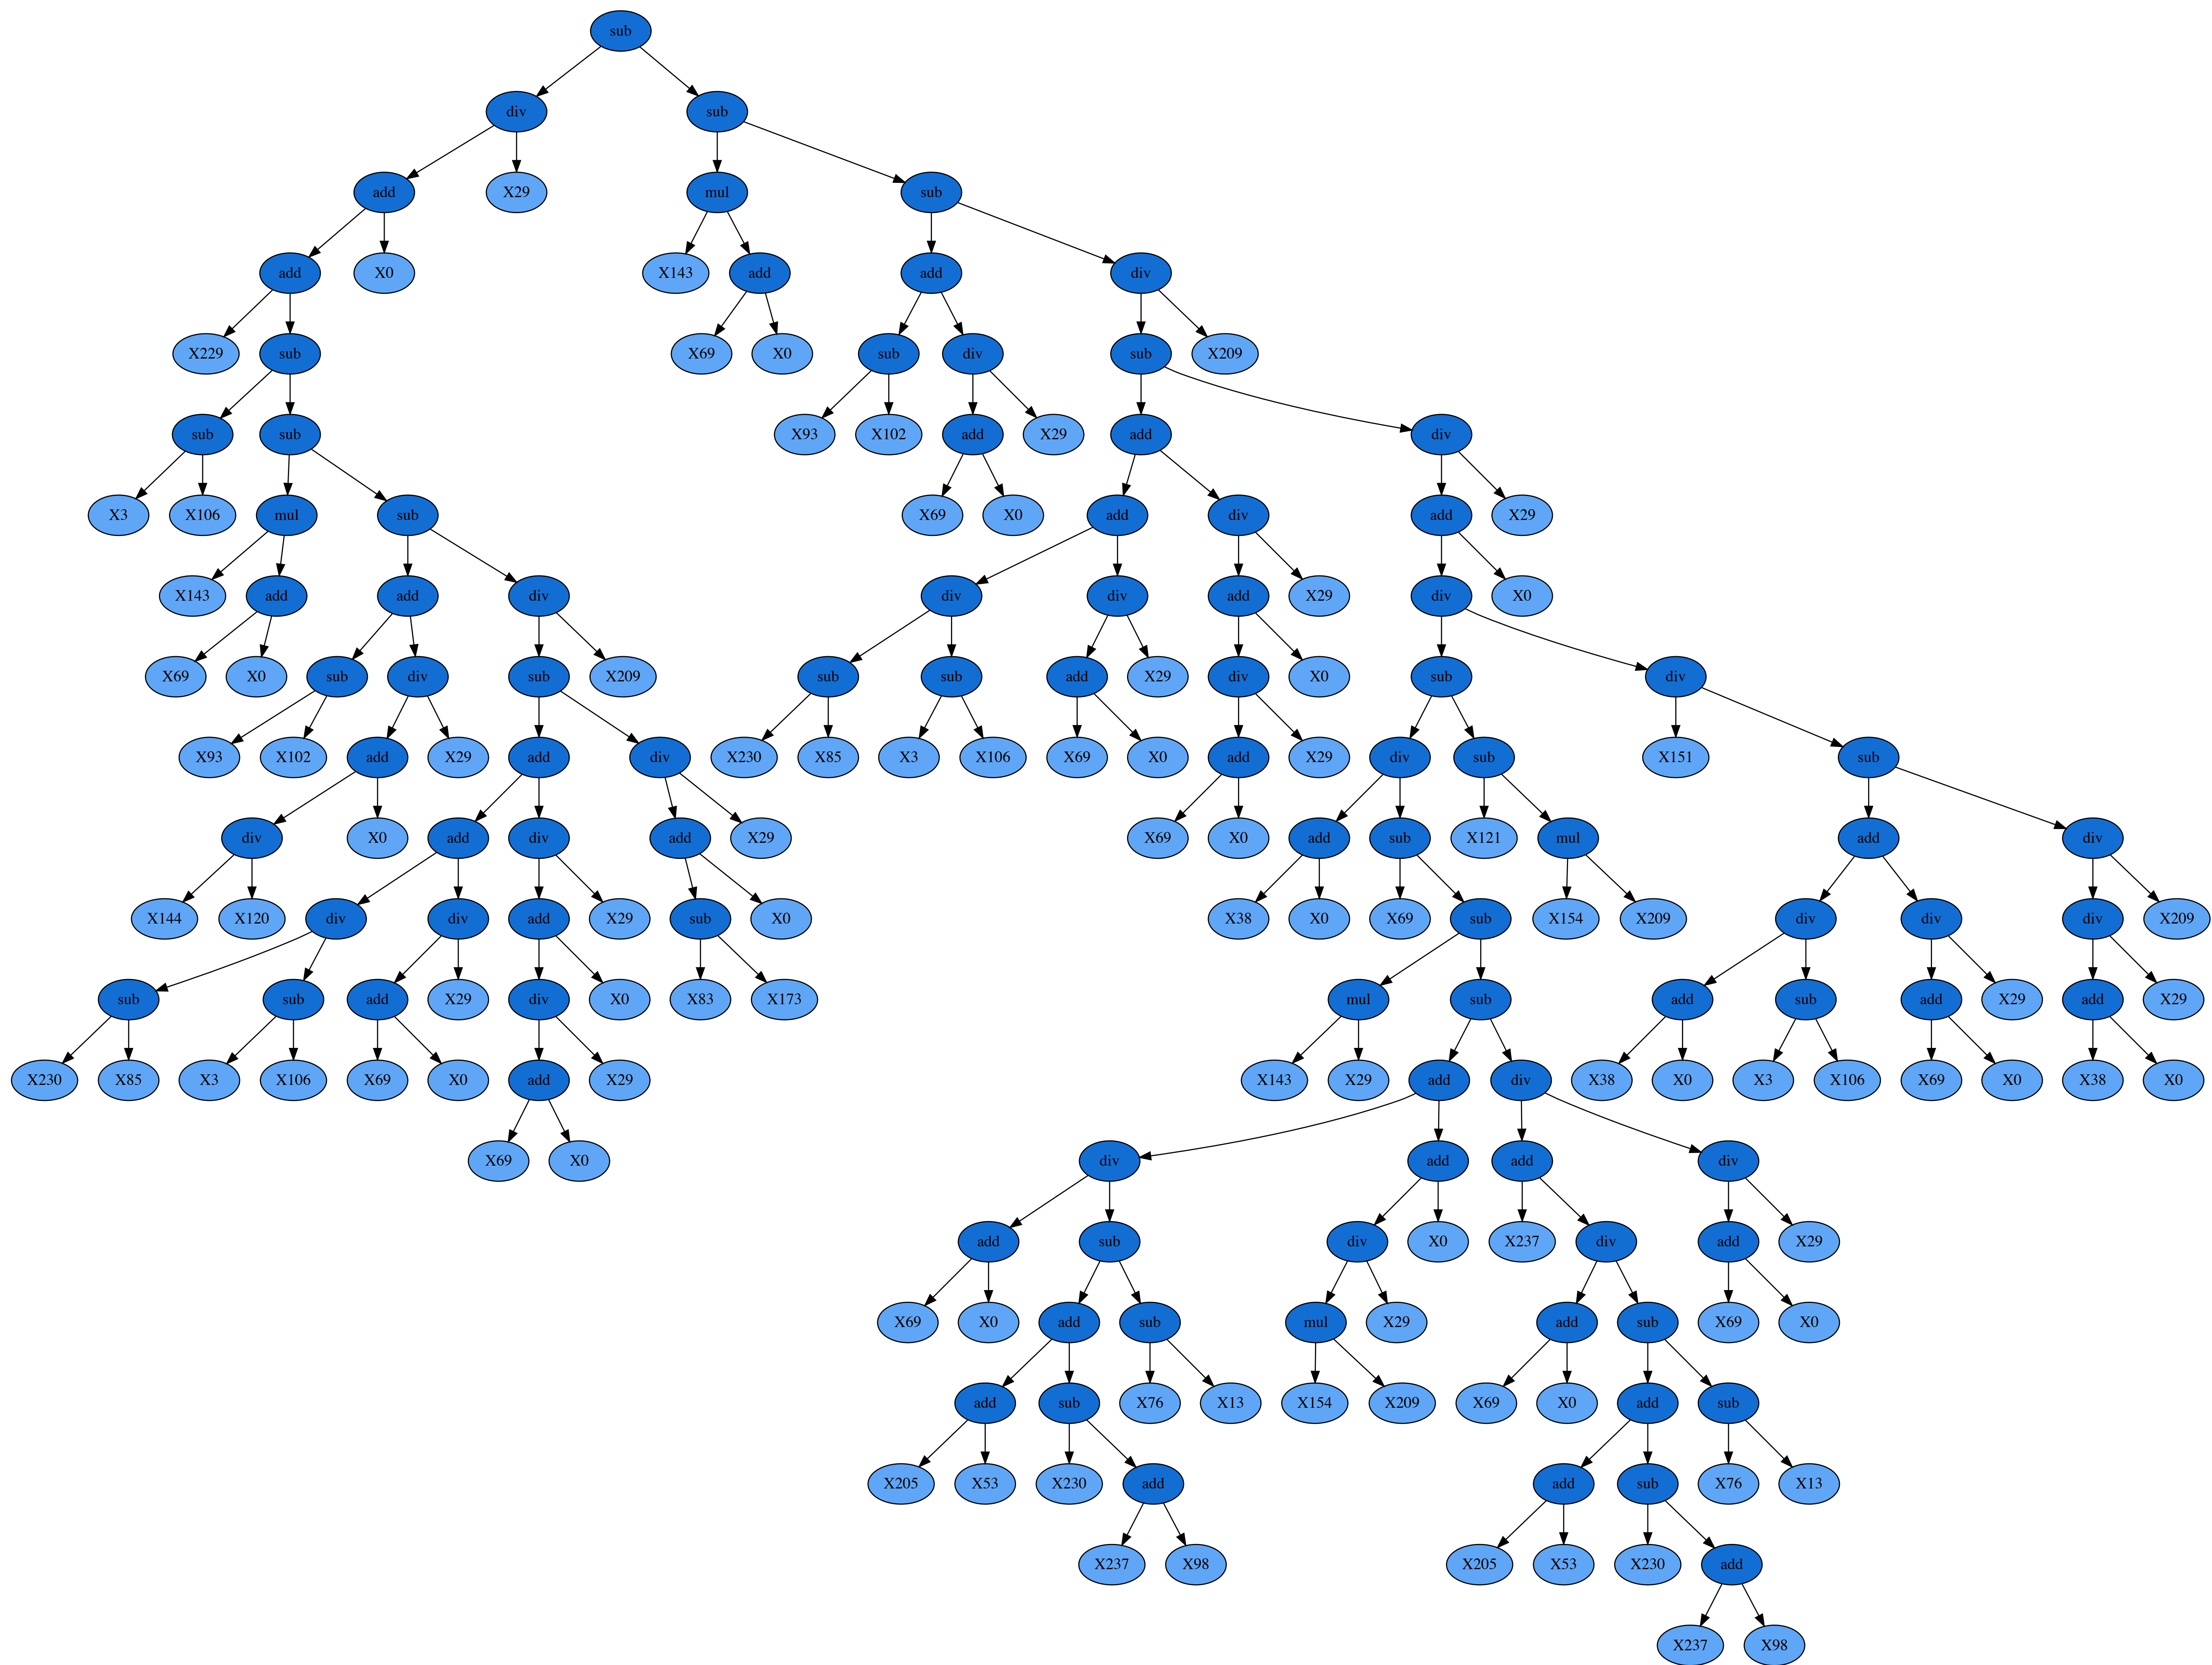 sub
div sub
add X29 mul sub
add X0 X143 add add div
X229 sub X69 X0 sub div sub X209
sub sub X93 X102 add X29 add div
X3 X106 mul sub X69 X0 add div add X29
X143 add add div div div add X29 div X0
X69 X0 sub div sub X209 sub sub add X29 div X0 sub div
X93 X102 add X29 add div X230 X85 X3 X106 X69 X0 add X29 div sub X151 sub
div X0 add div add X29 X69 X0 add sub X121 mul add div
X144 X120 div div add X29 sub X0 X38 X0 X69 sub X154 X209 div div div X209
sub sub add X29 div X0 X83 X173 mul sub add sub add X29 add X29
X230 X85 X3 X106 X69 X0 add X29 X143 X29 add div X38 X0 X3 X106 X69 X0 X38 X0
X69 X0 div add add div
add sub div X0 X237 div add X29
X69 X0 add sub mul X29 add sub X69 X0
add sub X76 X13 X154 X209 X69 X0 add sub
X205 X53 X230 add add sub X76 X13
X237 X98 X205 X53 X230 add
X237 X98